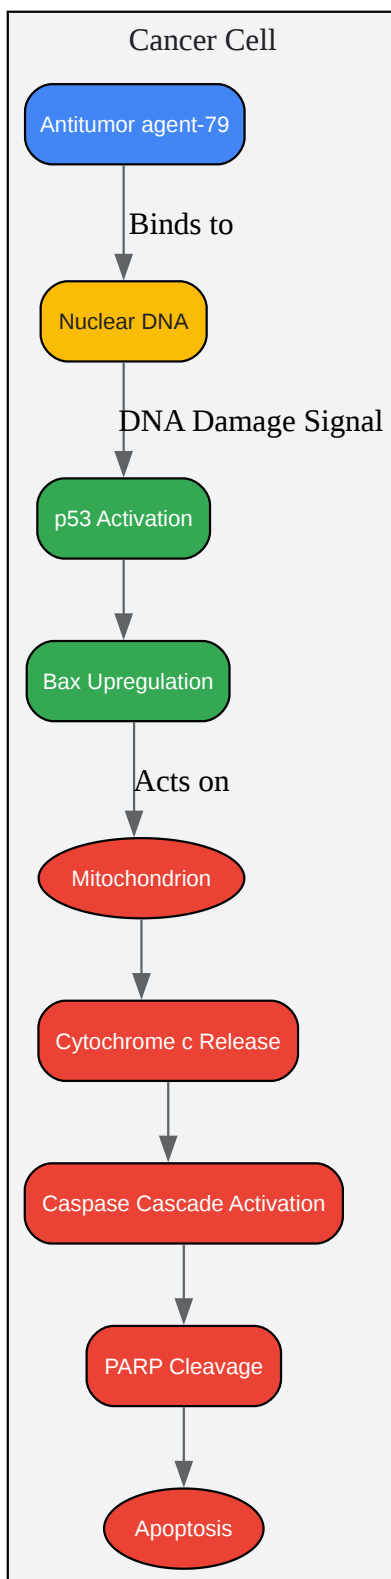 Cancer Cell
Antitumor agent-79
Binds to
Nuclear DNA
DNA Damage Signal
p53 Activation
Bax Upregulation
Acts on
Mitochondrion
Cytochrome c Release
Caspase Cascade Activation
PARP Cleavage
Apoptosis